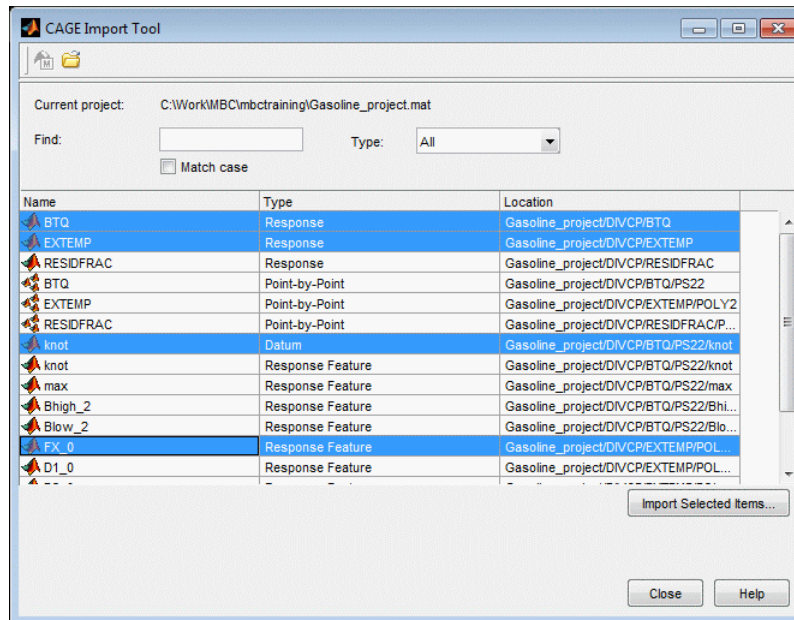 CAGE Import Tool
Current project: C:\Work\MBC\mbctraining\Gasoline_project.mat
Find: Type: All
Match case
Name Type Location
BTQ Response Gasoline_project/DIVCP/BTQ
EXTEMP Response Gasoline_project/DIVCP/EXTEMP
RESIDFRAC Response Gasoline_project/DIVCP/RESIDFRAC
BTQ Point-by-Point Gasoline_project/DIVCP/BTQ/PS22
EXTEMP Point-by-Point Gasoline_project/DIVCP/EXTEMP/POLY2
RESIDFRAC Point-by-Point Gasoline_project/DIVCP/RESIDFRAC/P...
knot Datum Gasoline_project/DIVCP/BTQ/PS22/knot
knot Response Feature Gasoline_project/DIVCP/BTQ/PS22/knot
max Response Feature Gasoline_project/DIVCP/BTQ/PS22/max
Bhigh_2 Response Feature Gasoline_project/DIVCP/BTQ/PS22/Bhi...
Blow_2 Response Feature Gasoline_project/DIVCP/BTQ/PS22/Blo...
FX_0 Response Feature Gasoline_project/DIVCP/EXTEMP/POL...
D1_0 Response Feature Gasoline_project/DIVCP/EXTEMP/POL...
Import Selected Items...
Close Help